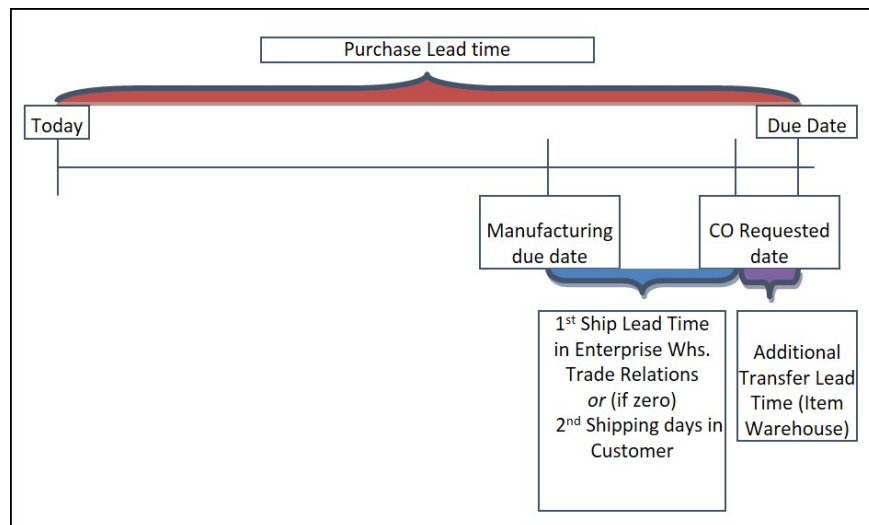 Purchase Lead time
Today
Due Date
Manufacturing
due date
CO Requested
date
1st Ship Lead Time
in Enterprise Whs.
Trade Relations
or (if zero)
2nd Shipping days in
Customer
Additional
Transfer Lead
Time (Item
Warehouse)